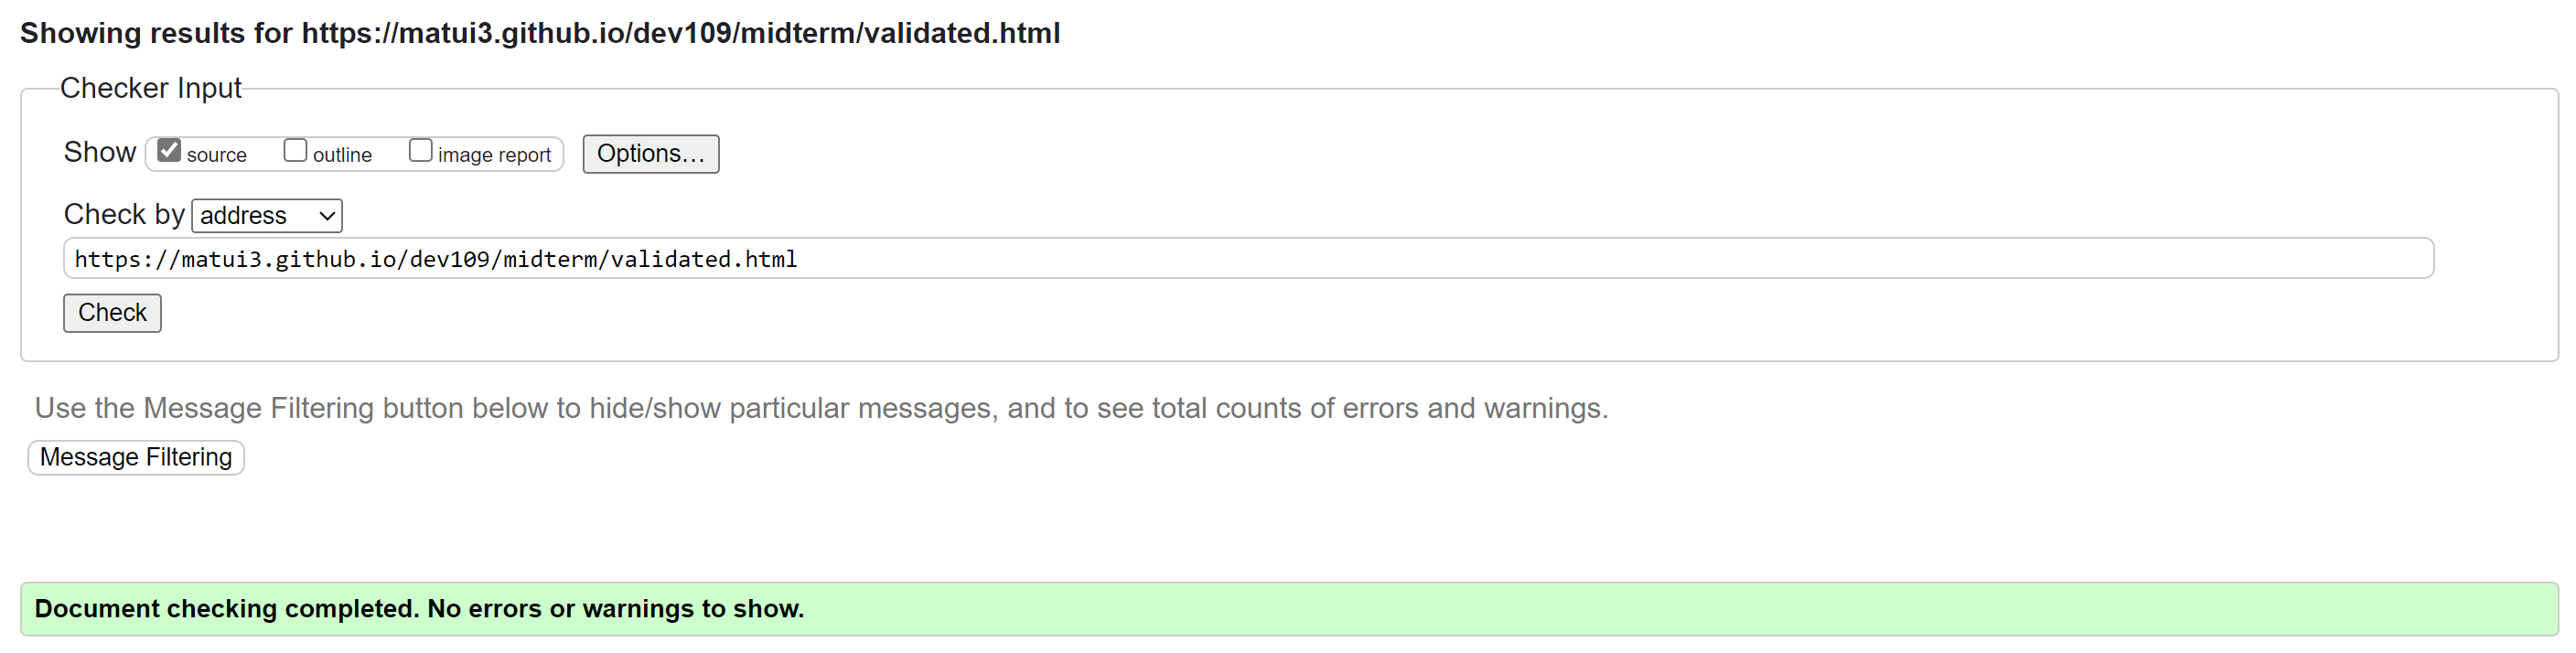 Showing results for https://matui3.github.io/dev109/midterm/validated.html
Checker Input
Show source outline image report Options...
Check by address
https://matui3.github.io/dev109/midterm/validated.html
Check
Use the Message Filtering button below to hide/show particular messages, and to see total counts of errors and warnings.
Message Filtering
Document checking completed. No errors or warnings to show.